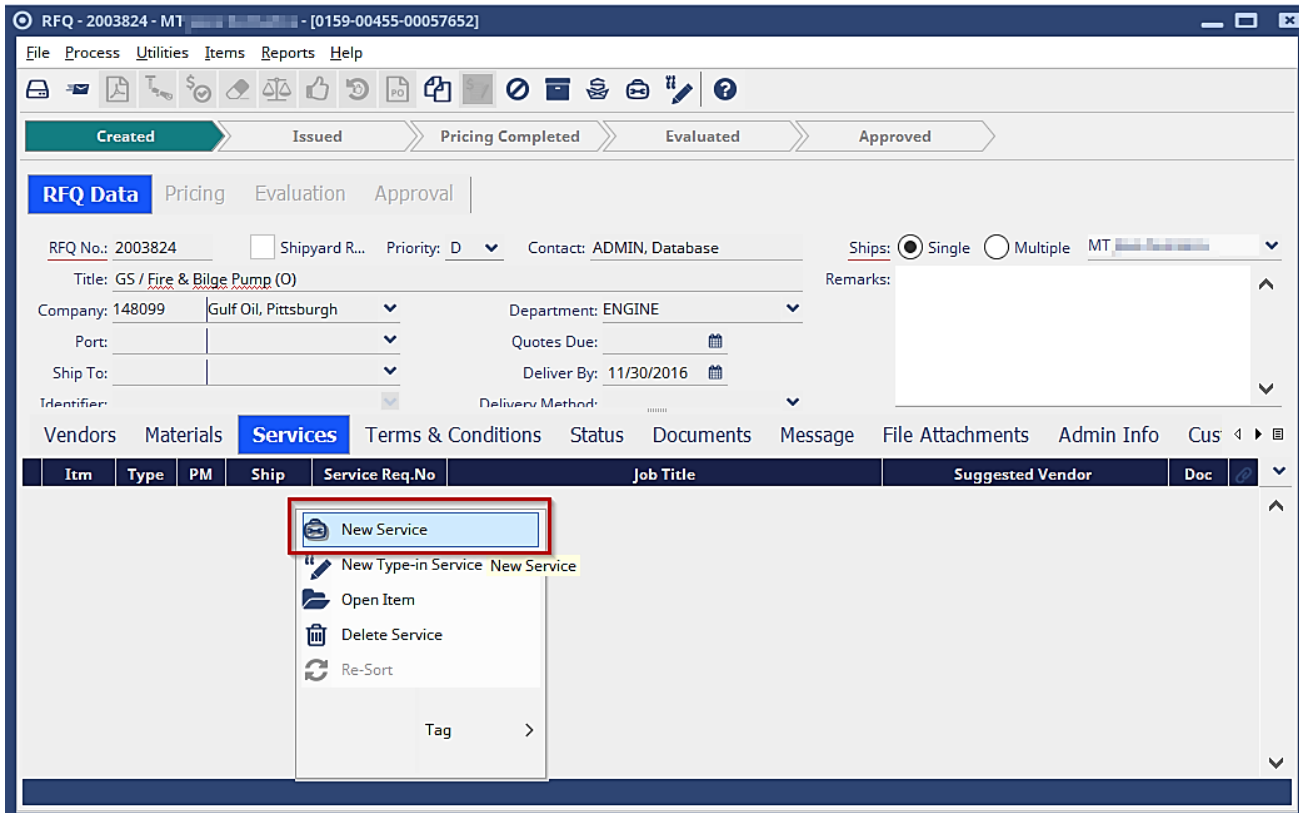 RFQ - 2003824 - MT - [0159-00455-00057652]
File Process Utilities Items Reports Help
PO
Created Issued Pricing Completed Evaluated Approved
RFQ Data Pricing Evaluation Approval
RFQ No.: 2003824 Shipyard R... Priority: D Contact: ADMIN, Database Ships: Single Multiple MT
Title: GS / Fire & Bilge Pump (O) Remarks:
Company: 148099 Gulf Oil, Pittsburgh Department: ENGINE
Port: Quotes Due:
Ship To: Deliver By: 11/30/2016
Identifier: Delivery Method:
Vendors Materials Services Terms & Conditions Status Documents Message File Attachments Admin Info Cus
Itm Type PM Ship Service Req.No Job Title Suggested Vendor Doc
New Service
New Type-in Service New Service
Open Item
Delete Service
Re-Sort
Tag